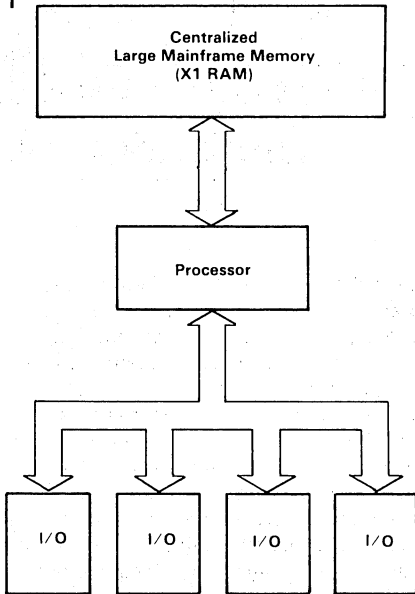 Centralized
Large Mainframe Memory
(X1 RAM)
Processor
I/O I/O I/O I/O